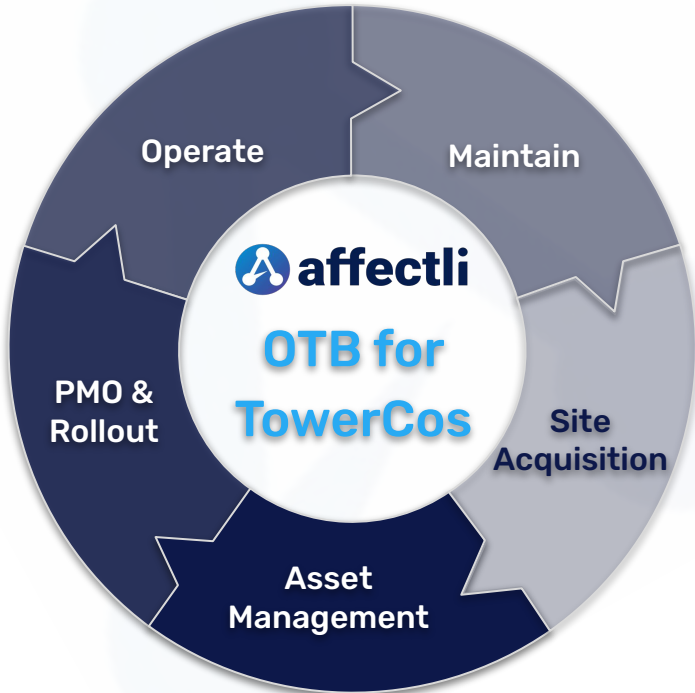 Operate
Maintain
affectli
OTB for
TowerCos
PMO &
Rollout
Site
Acquisition
Asset
Management